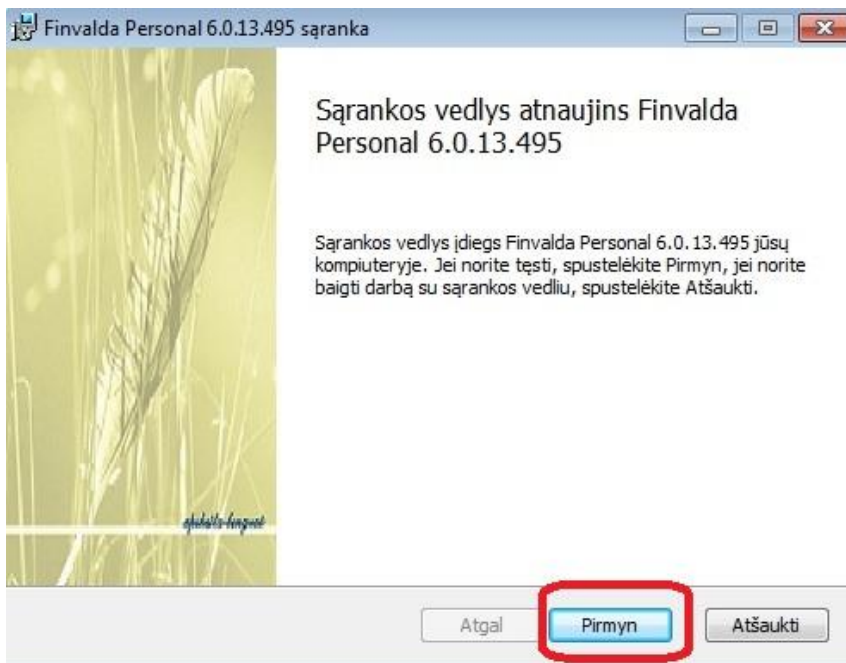 Finvalda Personal 6.0.13.495 sąranka
Sąrankos vedlys atnaujins Finvalda
Personal 6.0.13.495
Sąrankos vedlys įdiegs Finvalda Personal 6.0.13.495 jūsų
kompiuteryje. Jei norite tęsti, spustelėkite Pirmyn, jei norite
baigti darbą su sąrankos vedliu, spustelėkite Atšaukti.
Atgal
Pirmyn
Atšaukti